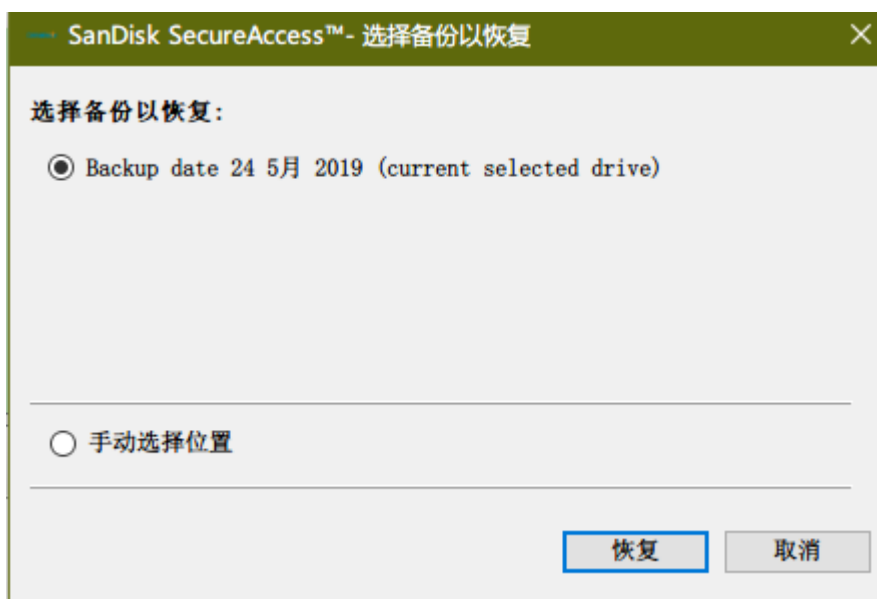 SanDisk SecureAccess™- 选择备份以恢复
选择备份以恢复:
Backup date 24 5月 2019 (current selected drive)
手动选择位置
恢复 取消